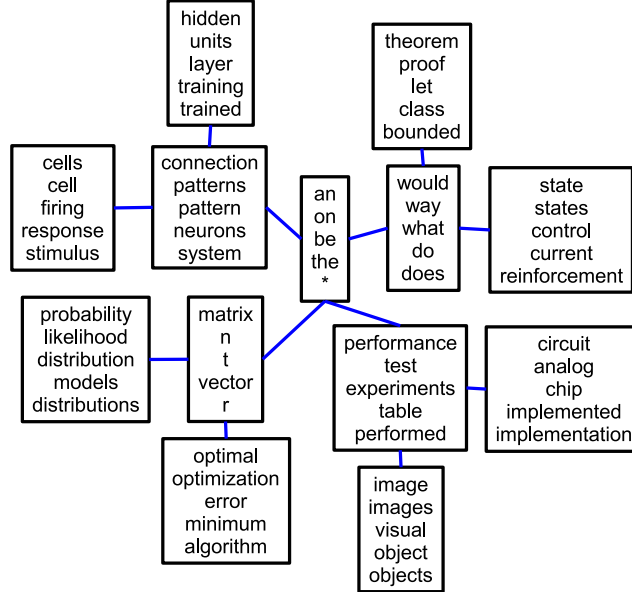 hidden
units
layer
training
trained
theorem
proof
let
class
bounded
cells
cell
firing
response
stimulus
connection
patterns
pattern
neurons
system
an
on
be
the
*
would
way
what
do
does
state
states
control
current
reinforcement
probability
likelihood
distribution
models
distributions
matrix
n
t
vector
r
performance
test
experiments
table
performed
circuit
analog
chip
implemented
implementation
optimal
optimization
error
minimum
algorithm
image
images
visual
object
objects